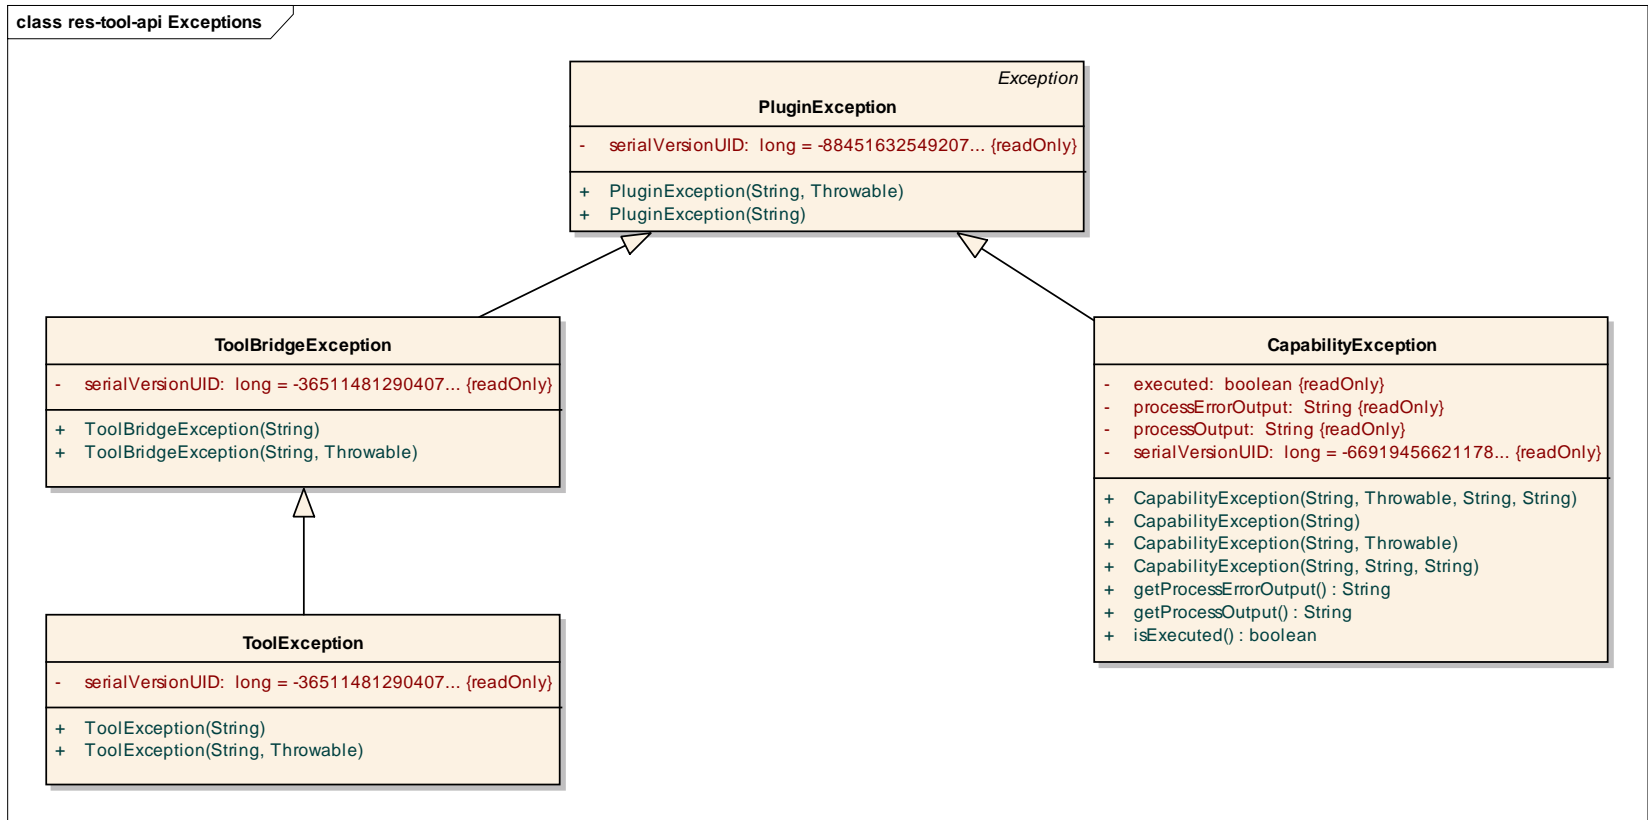 class res-tool-api Exceptions
Exception
PluginException
- serialVersionUID: long = -88451632549207... {readOnly}
+ PluginException(String, Throwable)
+ PluginException(String)
ToolBridgeException
- serialVersionUID: long = -36511481290407... {readOnly}
+ ToolBridgeException(String)
+ ToolBridgeException(String, Throwable)
CapabilityException
- executed: boolean {readOnly}
- processErrorOutput: String {readOnly}
- processOutput: String {readOnly}
- serialVersionUID: long = -66919456621178... {readOnly}
+ CapabilityException(String, Throwable, String, String)
+ CapabilityException(String)
+ CapabilityException(String, Throwable)
+ CapabilityException(String, String, String)
+ getProcessErrorOutput() : String
+ getProcessOutput() : String
+ isExecuted() : boolean
ToolException
- serialVersionUID: long = -36511481290407... {readOnly}
+ ToolException(String)
+ ToolException(String, Throwable)